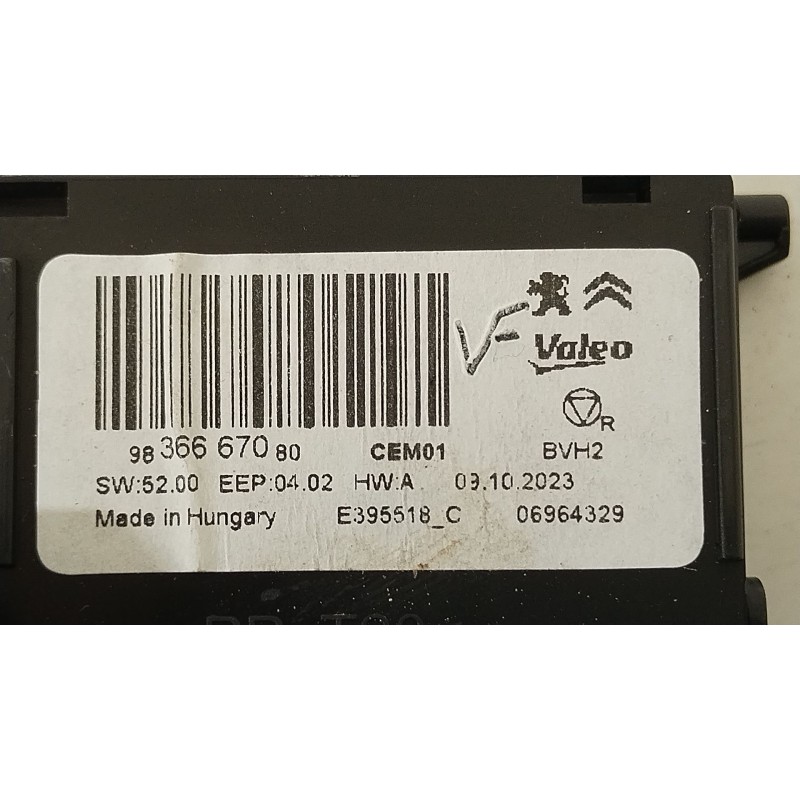 VF
Valeo
R
98 366 670 80 CEM01 BVH2
SW:52.00 EEP:04.02 HW:A 09.10.2023
Made in Hungary E395518_C 06964329